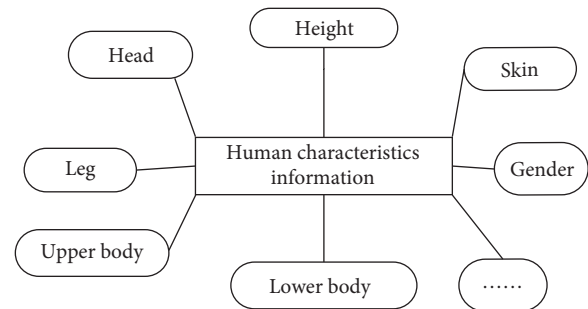 Height
Head
Skin
Human characteristics
information
Leg
Gender
Upper body
Lower body
......